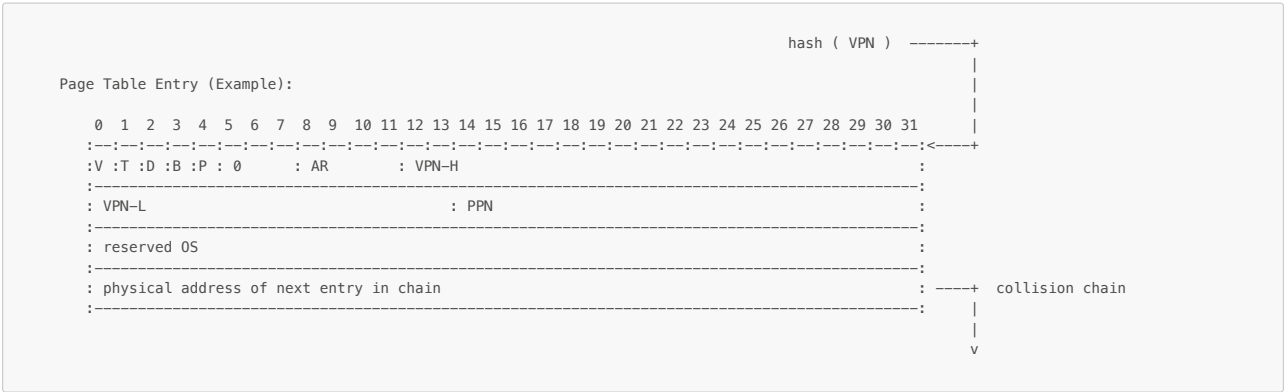 hash ( VPN )  -------+
                                                                                                              |
Page Table Entry (Example):                                                                                   |
                                                                                                              |
    0  1  2  3  4  5  6  7  8  9  10 11 12 13 14 15 16 17 18 19 20 21 22 23 24 25 26 27 28 29 30 31           |
   :--:--:--:--:--:--:--:--:--:--:--:--:--:--:--:--:--:--:--:--:--:--:--:--:--:--:--:--:--:--:--:--:<----+
   :V :T :D :B :P : 0      : AR        : VPN-H                                                     :
   :-----------------------------------------------------------------------------------------------:
   : VPN-L                                   : PPN                                                 :
   :-----------------------------------------------------------------------------------------------:
   : reserved OS                                                                                   :
   :-----------------------------------------------------------------------------------------------:
   : physical address of next entry in chain                                                       : ----+  collision chain
   :-----------------------------------------------------------------------------------------------:     |
                                                                                                         |
                                                                                                         v